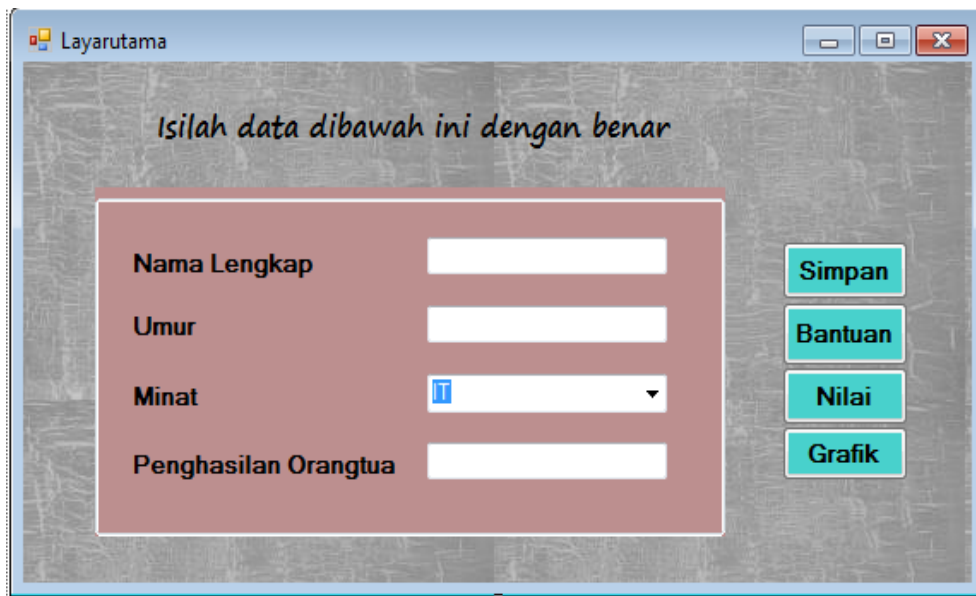 Layarutama
Isilah data dibawah ini dengan benar
Nama Lengkap
Umur
Minat
IT
Penghasilan Orangtua
Simpan
Bantuan
Nilai
Grafik